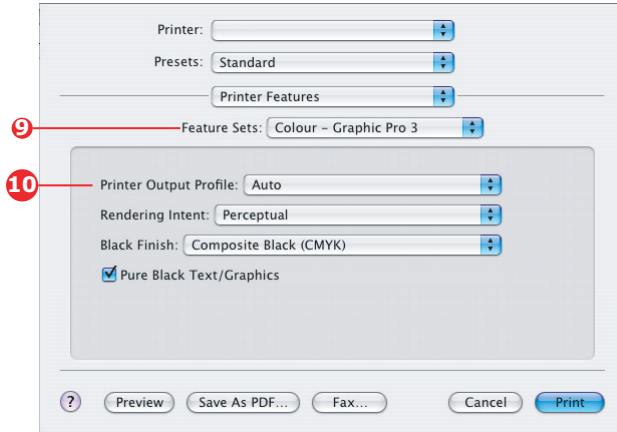 Printer:
Presets: Standard
Printer Features
9 Feature Sets: Colour – Graphic Pro 3
10 Printer Output Profile: Auto
Rendering Intent: Perceptual
Black Finish: Composite Black (CMYK)
Pure Black Text/Graphics
? Preview Save As PDF... Fax... Cancel Print